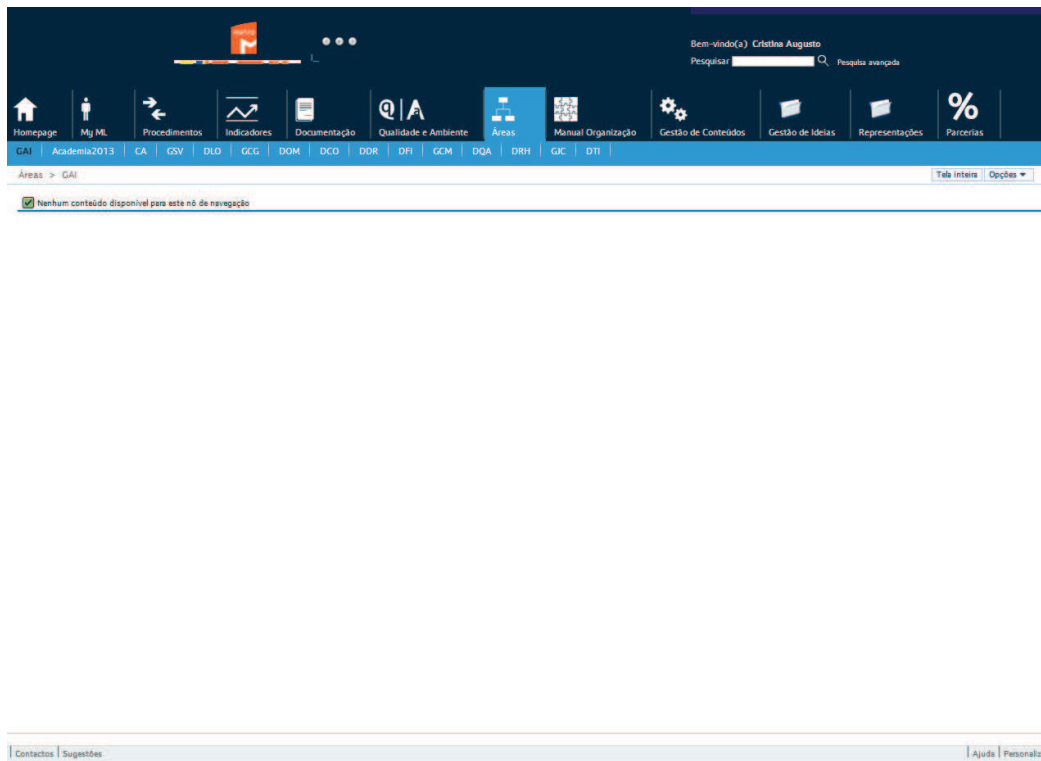 Bem-vindo(a) Cristina Augusto
Pesquisar Pesquisa avançada
Homepage My ML Procedimentos Indicadores Documentação Qualidade e Ambiente Áreas Manual Organização Gestão de Conteúdos Gestão de Ideias Representações Parcerias
GAI Academia2013 CA GSV DLO GCG DOM DCO DDR DFI GCM DQA DRH GJC DTI
Áreas > GAI Tela inteira Opções
Nenhum conteúdo disponível para este nó de navegação
Contactos Sugestões Ajuda Personaliz